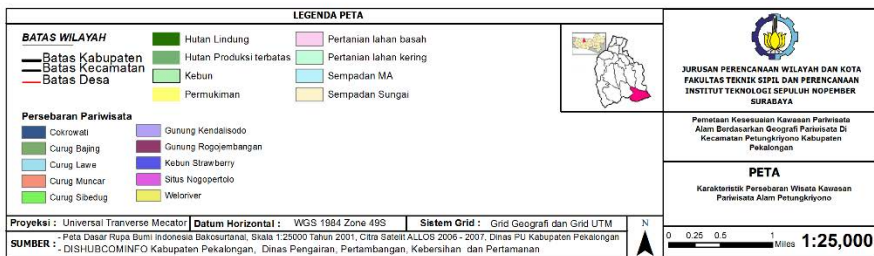 LEGENDA PETA
BATAS WILAYAH
Batas Kabupaten
Batas Kecamatan
Batas Desa
Hutan Lindung
Hutan Produksi terbatas
Kebun
Permukiman
Pertanian lahan basah
Pertanian lahan kering
Sempadan MA
Sempadan Sungai
Persebaran Pariwisata
Cokrowati
Curug Bajing
Curug Lawe
Curug Muncar
Curug Sibedug
Gunung Kendalisodo
Gunung Rogojembangan
Kebun Strawberry
Situs Nogopertolo
Weloriver
Proyeksi : Universal Tranverse Mecator
Datum Horizontal : WGS 1984 Zone 49S
Sistem Grid : Grid Geografi dan Grid UTM
SUMBER : - Peta Dasar Rupa Bumi Indonesia Bakosurtanal, Skala 1:25000 Tahun 2001, Citra Satelit ALLOS 2006 - 2007, Dinas PU Kabupaten Pekalongan
- DISHUBCOMINFO Kabupaten Pekalongan, Dinas Pengairan, Pertambangan, Kebersihan dan Pertamanan
N
JURUSAN PERENCANAAN WILAYAH DAN KOTA
FAKULTAS TEKNIK SIPIL DAN PERENCANAAN
INSTITUT TEKNOLOGI SEPULUH NOPEMBER
SURABAYA
Pemetaan Kesesuaian Kawasan Pariwisata
Alam Berdasarkan Geografi Pariwisata Di
Kecamatan Petungkriyono Kabupaten
Pekalongan
PETA
Karakteristik Persebaran Wisata Kawasan
Pariwisata Alam Petungkriyono
0 0.25 0.5 1 Miles
1:25,000